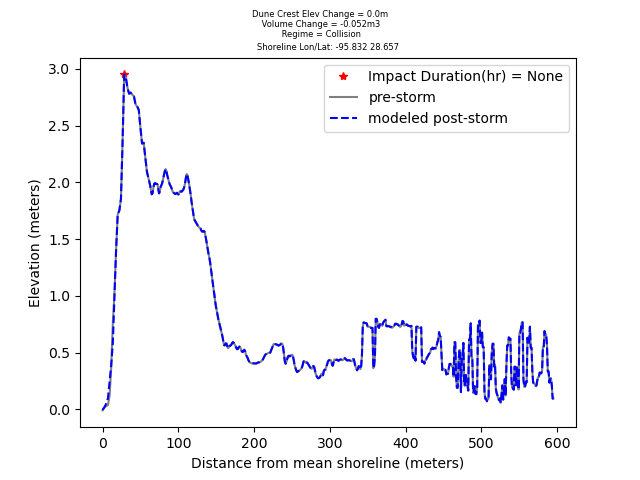 Dune Crest Elev Change = 0.0m
Volume Change = -0.052m3
Regime = Collision
Shoreline Lon/Lat: -95.832 28.657
Impact Duration(hr) = None
pre-storm
modeled post-storm
Elevation (meters)
3.0
2.5
2.0
1.5
1.0
0.5
0.0
0 100 200 300 400 500 600
Distance from mean shoreline (meters)